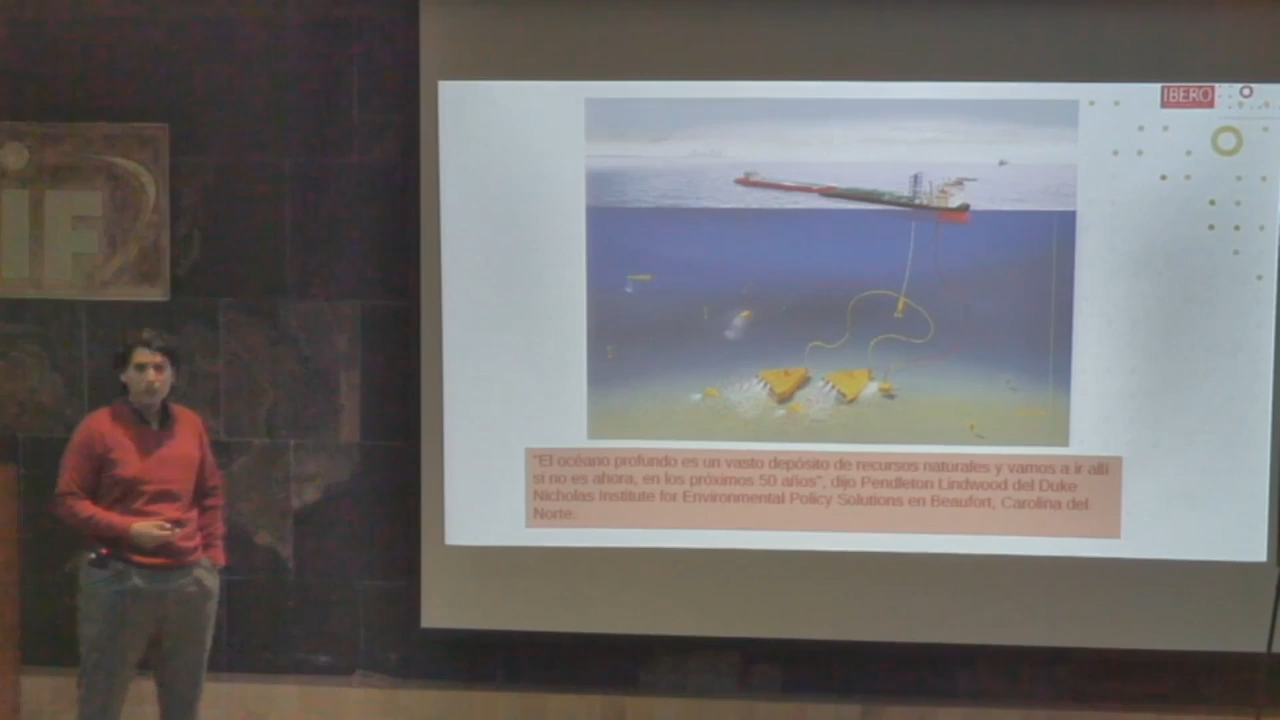 IBERO
iF
"El océano profundo es un vasto depósito de recursos naturales y vamos a ir allí
si no es ahora, en los próximos 50 años", dijo Pendleton Lindwood del Duke
Nicholas Institute for Environmental Policy Solutions en Beaufort, Carolina del
Norte.